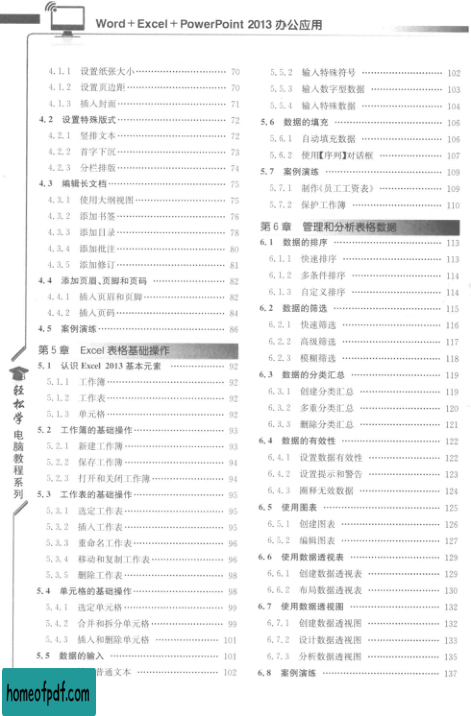 Word+Excel+PowerPoint 2013 办公应用
4.1.1 设置纸张大小 70
4.1.2 设置页边距 70
4.1.3 插入封面 71
4.2 设置特殊版式 72
4.2.1 竖排文本 72
4.2.2 首字下沉 73
4.2.3 分栏排版 74
4.3 编辑长文档 75
4.3.1 使用大纲视图 75
4.3.2 添加书签 76
4.3.3 添加目录 78
4.3.4 添加批注 80
4.3.5 添加修订 81
4.4 添加页眉、页脚和页码 82
4.4.1 插入页眉和页脚 82
4.4.2 插入页码 84
4.5 案例演练 86
第5章 Excel 表格基础操作
5.1 认识 Excel 2013 基本元素 92
5.1.1 工作簿 92
5.1.2 工作表 92
5.1.3 单元格 92
5.2 工作簿的基础操作 93
5.2.1 新建工作簿 93
5.2.2 保存工作簿 94
5.2.3 打开和关闭工作簿 94
5.3 工作表的基础操作 95
5.3.1 选定工作表 95
5.3.2 插入工作表 95
5.3.3 重命名工作表 96
5.3.4 移动和复制工作表 96
5.3.5 删除工作表 98
5.4 单元格的基础操作 98
5.4.1 选定单元格 99
5.4.2 合并和拆分单元格 99
5.4.3 插入和删除单元格 101
5.5 数据的输入 101
普通文本 102
5.5.2 输入特殊符号 102
5.5.3 输入数字型数据 103
5.5.4 输入特殊数据 104
5.6 数据的填充 106
5.6.1 自动填充数据 106
5.6.2 使用【序列】对话框 107
5.7 案例演练 109
5.7.1 制作《员工工资表》 109
5.7.2 保护工作簿 110
第6章 管理和分析表格数据
6.1 数据的排序 113
6.1.1 快速排序 113
6.1.2 多条件排序 114
6.1.3 自定义排序 114
6.2 数据的筛选 115
6.2.1 快速筛选 116
6.2.2 高级筛选 117
6.2.3 模糊筛选 118
6.3 数据的分类汇总 119
6.3.1 创建分类汇总 119
6.3.2 多重分类汇总 120
6.3.3 删除分类汇总 121
6.4 数据的有效性 122
6.4.1 设置数据有效性 122
6.4.2 设置提示和警告 123
6.4.3 圈释无效数据 124
6.5 使用图表 125
6.5.1 创建图表 126
6.5.2 编辑图表 127
6.6 使用数据透视表 129
6.6.1 创建数据透视表 129
6.6.2 布局数据透视表 130
6.7 使用数据透视图 132
6.7.1 创建数据透视图 132
6.7.2 设计数据透视图 133
6.7.3 分析数据透视图 135
6.8 案例演练 137
轻松学 电脑教程系列
homeofpdf.com